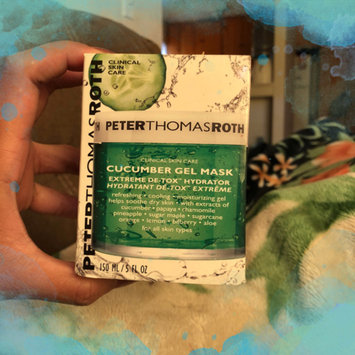 CLINICAL
SKIN
CARE
PETERTHOMASROTH
PETERTHOMASROTH
CLINICAL SKIN CARE
CUCUMBER GEL MASK
EXTREME DE-TOX™ HYDRATOR
HYDRATANT DE-TOX™ EXTRÊME
refreshing • cooling • moisturizing gel
helps soothe dry skin • with extracts of
cucumber • papaya • chamomile
pineapple • sugar maple • sugarcane
orange • lemon • bilberry • aloe
for all skin types
150 ML / 5 FL OZ